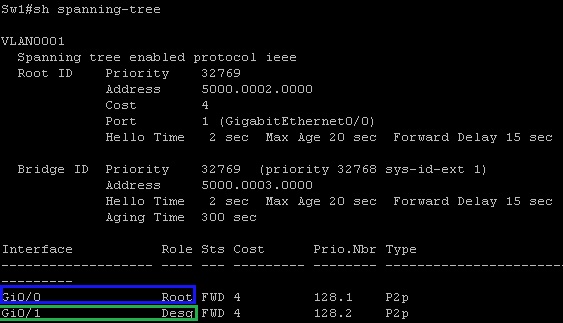 Sw1#sh spanning-tree
VLAN0001
Spanning tree enabled protocol ieee
Root ID Priority 32769
Address 5000.0002.0000
Cost 4
Port 1 (GigabitEthernet0/0)
Hello Time 2 sec Max Age 20 sec Forward Delay 15 sec
Bridge ID Priority 32769 (priority 32768 sys-id-ext 1)
Address 5000.0003.0000
Hello Time 2 sec Max Age 20 sec Forward Delay 15 sec
Aging Time 300 sec
Interface Role Sts Cost Prio.Nbr Type
------------------- ---- --- --------- -------- ----------------------
---------
Gi0/0 Root FWD 4 128.1 P2p
Gi0/1 Desg FWD 4 128.2 P2p